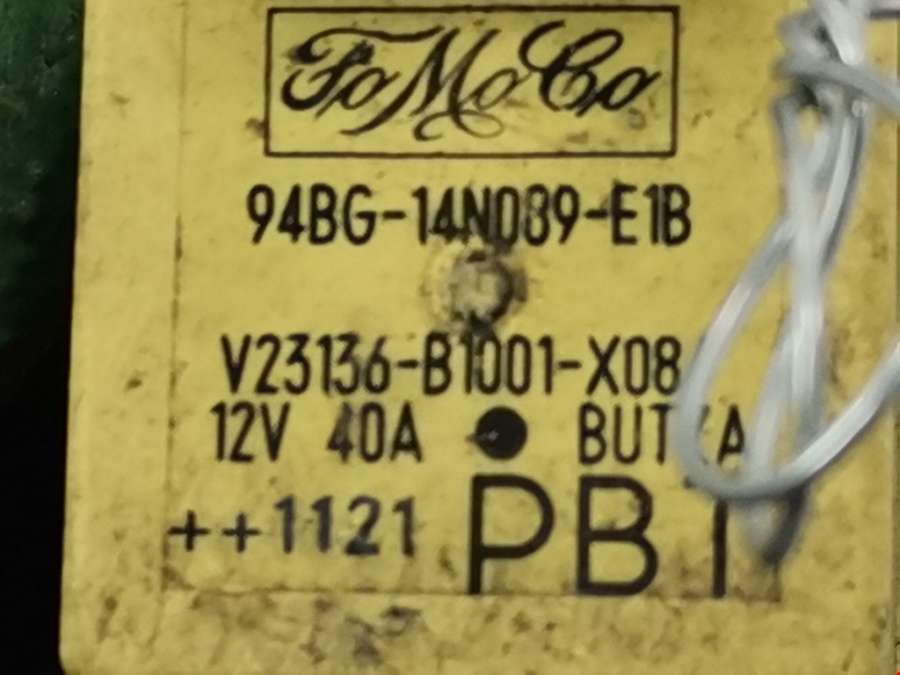 FoMoCo
94BG-14N089-E1B
V23136-B1001-X08
12V 40A
++1121